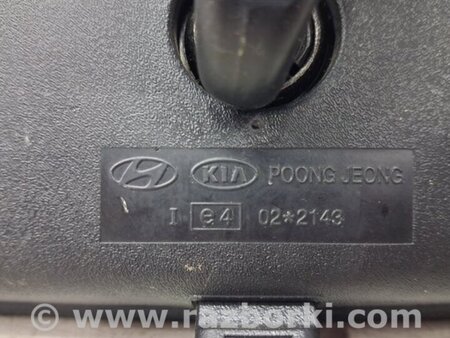 KIA POONG JEONG
I e4 02*2143
www.razborki.com